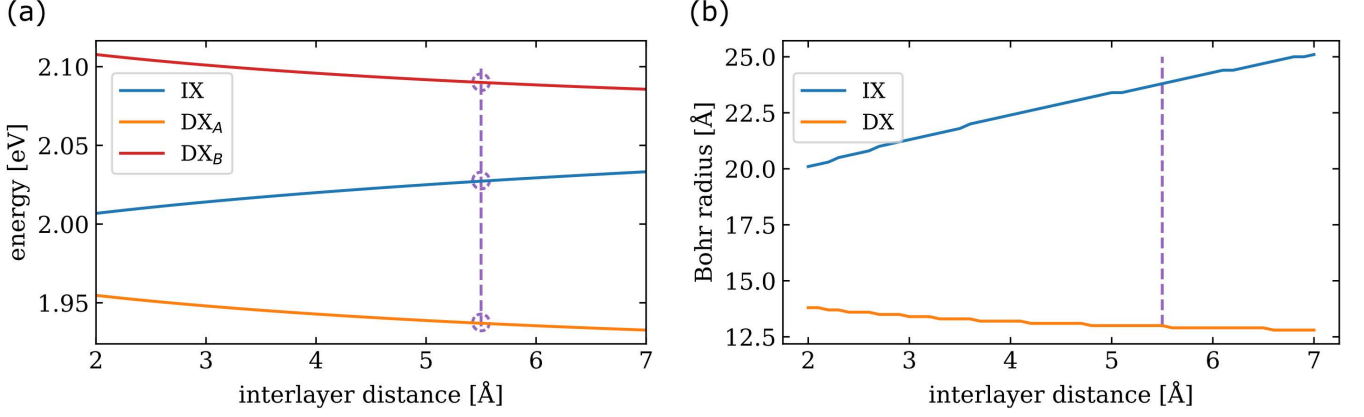 (a)
energy [eV]
2.10
2.05
2.00
1.95
IX
DX_A
DX_B
2 3 4 5 6 7
interlayer distance [Å]
(b)
Bohr radius [Å]
25.0
22.5
20.0
17.5
15.0
12.5
IX
DX
2 3 4 5 6 7
interlayer distance [Å]